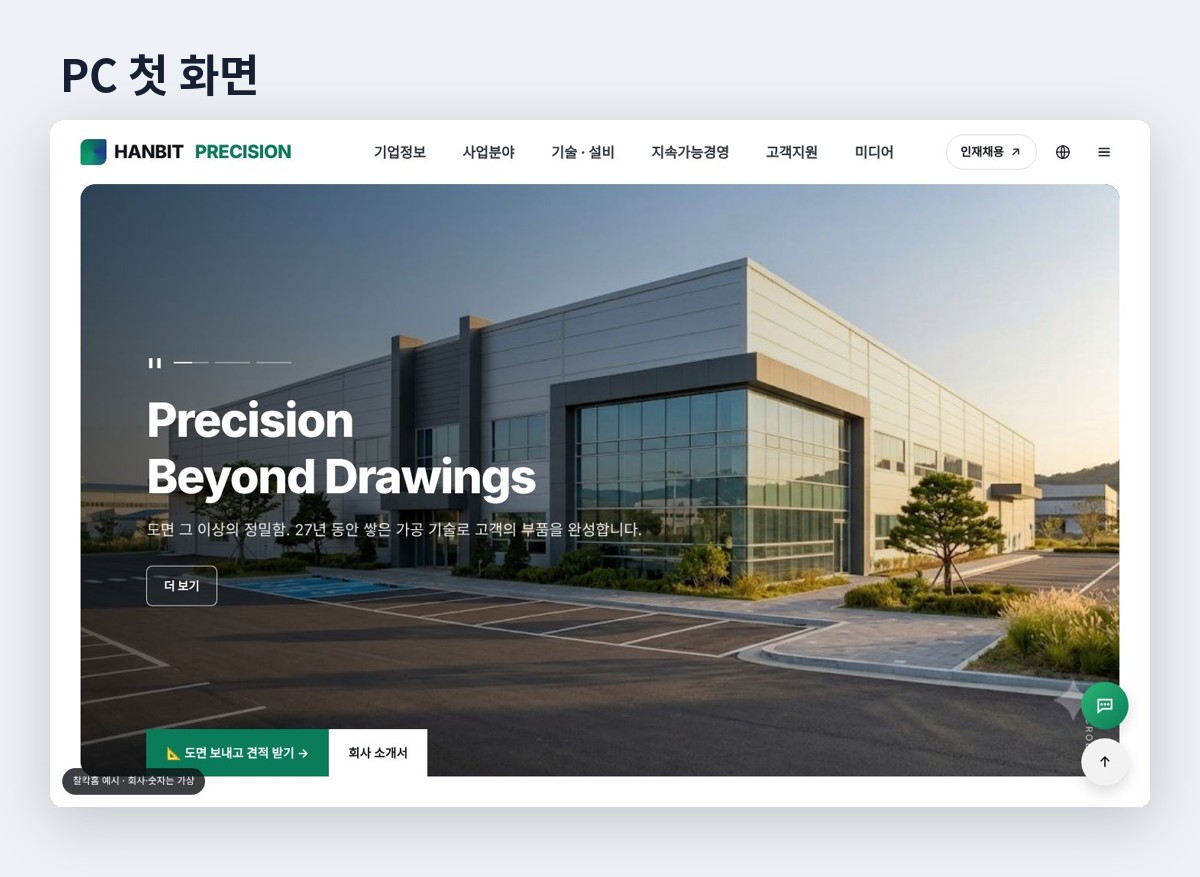 PC 첫 화면
HANBIT PRECISION
기업정보
사업분야
기술 · 설비
지속가능경영
고객지원
미디어
인재채용 ↗
Precision
Beyond Drawings
도면 그 이상의 정밀함. 27년 동안 쌓은 가공 기술로 고객의 부품을 완성합니다.
더 보기
📐 도면 보내고 견적 받기 →
회사 소개서
찰칵홈 예시 · 회사·숫자는 가상